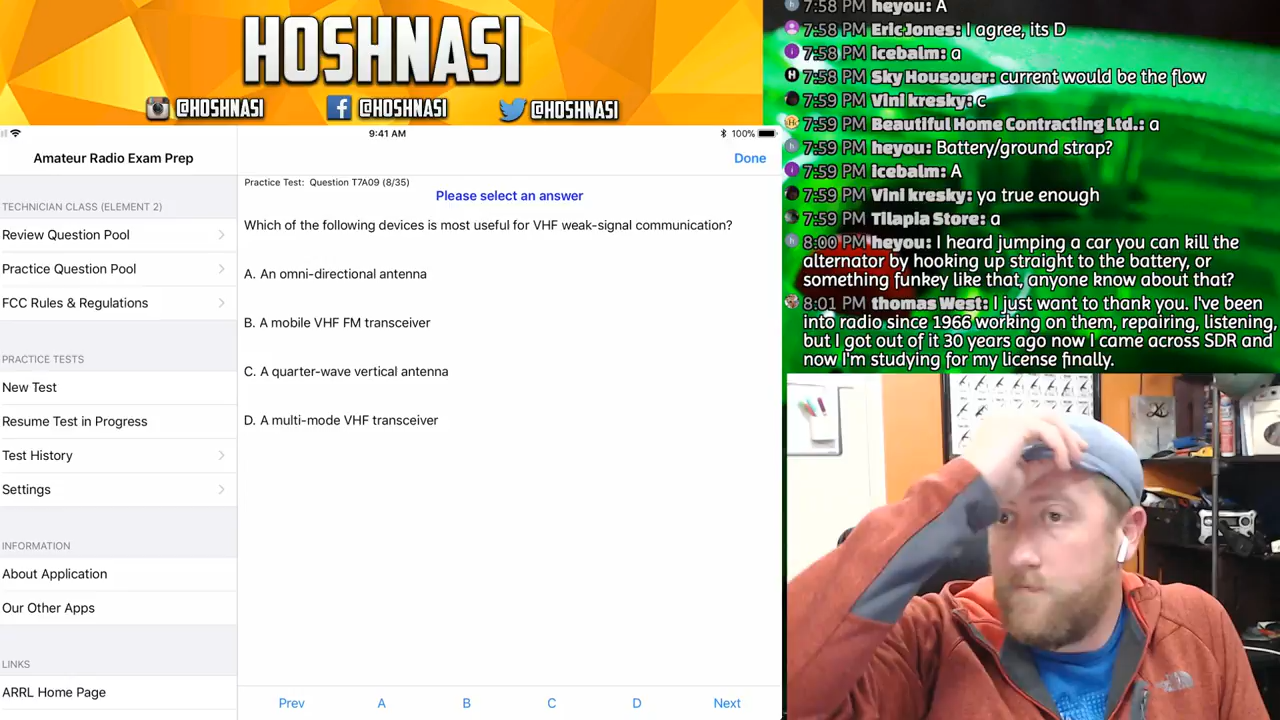 HOSHNASI
@HOSHNASI
@HOSHNASI
@HOSHNASI
9:41 AM
100%
Amateur Radio Exam Prep
Done
TECHNICIAN CLASS (ELEMENT 2)
Review Question Pool
Practice Question Pool
FCC Rules & Regulations
PRACTICE TESTS
New Test
Resume Test in Progress
Test History
Settings
INFORMATION
About Application
Our Other Apps
LINKS
ARRL Home Page
Practice Test: Question T7A09 (8/35)
Please select an answer
Which of the following devices is most useful for VHF weak-signal communication?
A. An omni-directional antenna
B. A mobile VHF FM transceiver
C. A quarter-wave vertical antenna
D. A multi-mode VHF transceiver
Prev
A
B
C
D
Next
7:58 PM heyou: A
7:58 PM Eric Jones: I agree, its D
7:58 PM icebalm: a
7:58 PM Sky Housouer: current would be the flow
7:59 PM Vini kresky: c
7:59 PM Beautiful Home Contracting Ltd.: a
7:59 PM heyou: Battery/ground strap?
7:59 PM icebalm: A
7:59 PM Vini kresky: ya true enough
7:59 PM Tilapia Store: a
8:00 PM heyou: I heard jumping a car you can kill the
alternator by hooking up straight to the battery, or
something funkey like that, anyone know about that?
8:01 PM thomas West: I just want to thank you. I've been
into radio since 1966 working on them, repairing, listening,
but I got out of it 30 years ago now I came across SDR and
now I'm studying for my license finally.